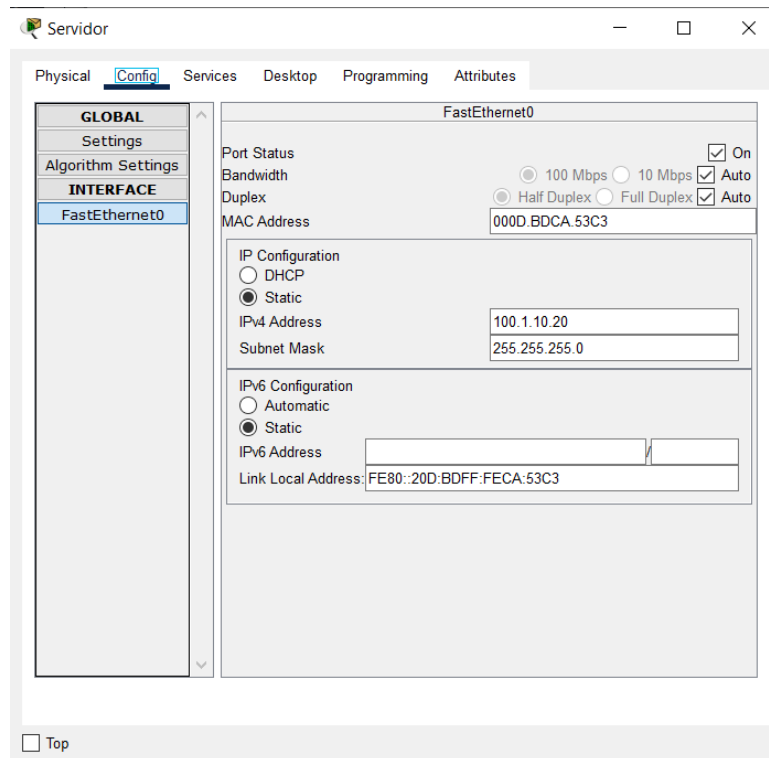 Servidor
Physical Config Services Desktop Programming Attributes
GLOBAL
Settings
Algorithm Settings
INTERFACE
FastEthernet0
FastEthernet0
Port Status On
Bandwidth 100 Mbps 10 Mbps Auto
Duplex Half Duplex Full Duplex Auto
MAC Address 000D.BDCA.53C3
IP Configuration
DHCP
Static
IPv4 Address 100.1.10.20
Subnet Mask 255.255.255.0
IPv6 Configuration
Automatic
Static
IPv6 Address /
Link Local Address: FE80::20D:BDFF:FECA:53C3
Top